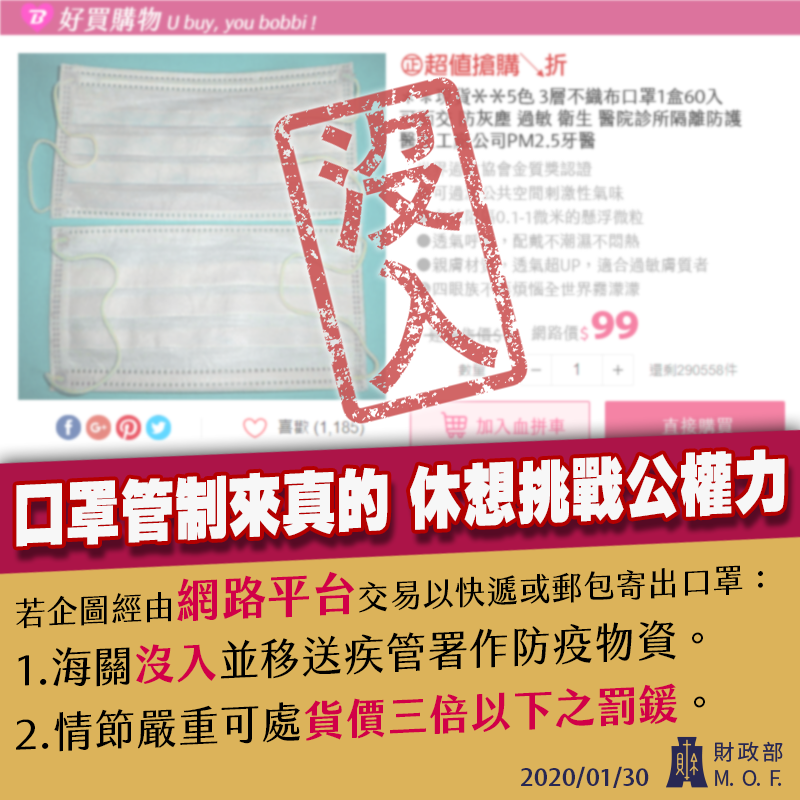 B 好買購物 U buy, you bobbi !
㊣超值搶購↘折
貨＊＊5色 3層不織布口罩1盒60入
防灰塵 過敏 衛生 醫院診所隔離防護
公司PM2.5牙醫
協會金質獎認證
可過 公共空間刺激性氣味
0.1-1微米的懸浮微粒
●透氣呼 ，配戴不潮濕不悶熱
●親膚材 ，透氣超UP，適合過敏膚質者
四眼族不 煩惱全世界霧濛濛
網路價$99
數量 － 1 ＋ 還剩290558件
沒入
喜歡 (1,185)
加入血拼車
直接購買
口罩管制來真的 休想挑戰公權力
若企圖經由網路平台交易以快遞或郵包寄出口罩：
1.海關沒入並移送疾管署作防疫物資。
2.情節嚴重可處貨價三倍以下之罰鍰。
2020/01/30
財政部
M. O. F.